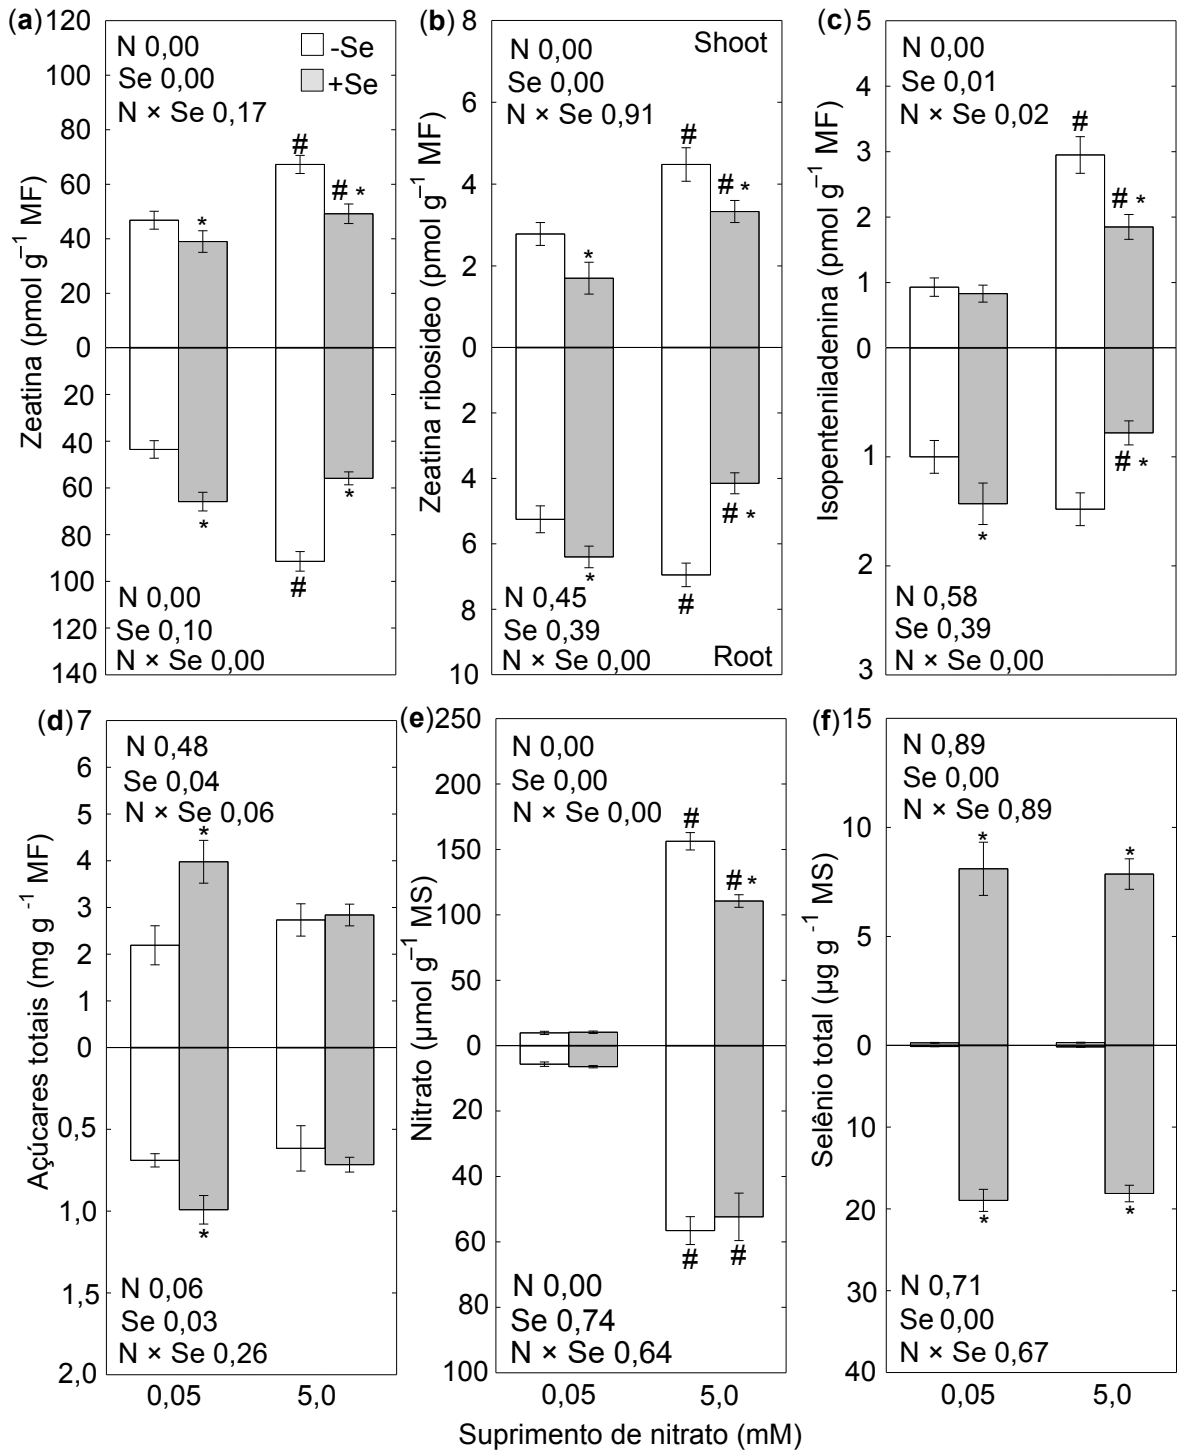 (a)
120
100
80
60
40
20
0
20
40
60
80
100
120
140
Zeatina (pmol g⁻¹ MF)
N 0,00
Se 0,00
N × Se 0,17
-Se
+Se
#
*
# *
*
*
#
N 0,00
Se 0,10
N × Se 0,00
(b)
8
6
4
2
0
2
4
6
8
10
Zeatina ribosideo (pmol g⁻¹ MF)
N 0,00
Se 0,00
N × Se 0,91
Shoot
#
# *
*
# *
*
#
N 0,45
Se 0,39
N × Se 0,00
Root
(c)
5
4
3
2
1
0
1
2
3
Isopenteniladenina (pmol g⁻¹ MF)
N 0,00
Se 0,01
N × Se 0,02
#
# *
# *
*
N 0,58
Se 0,39
N × Se 0,00
(d)
7
6
5
4
3
2
1
0
0,5
1,0
1,5
2,0
Açúcares totais (mg g⁻¹ MF)
N 0,48
Se 0,04
N × Se 0,06
*
*
N 0,06
Se 0,03
N × Se 0,26
0,05
5,0
(e)
250
200
150
100
50
0
20
40
60
80
100
Nitrato (µmol g⁻¹ MS)
N 0,00
Se 0,00
N × Se 0,00
#
# *
#
#
N 0,00
Se 0,74
N × Se 0,64
0,05
5,0
(f)
15
10
5
0
10
20
30
40
Selênio total (µg g⁻¹ MS)
N 0,89
Se 0,00
N × Se 0,89
*
*
*
*
N 0,71
Se 0,00
N × Se 0,67
0,05
5,0
Suprimento de nitrato (mM)